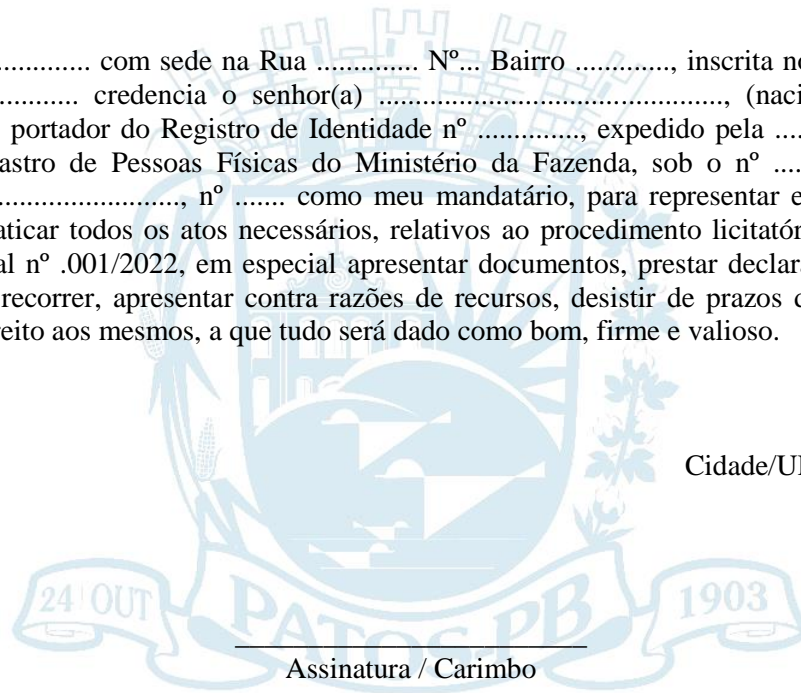 ............. com sede na Rua ............. Nº... Bairro ............, inscrita no
........... credencia o senhor(a) ............................................, (naci
portador do Registro de Identidade nº ............., expedido pela ....
astro de Pessoas Físicas do Ministério da Fazenda, sob o nº .....
........................, nº ....... como meu mandatário, para representar e
aticar todos os atos necessários, relativos ao procedimento licitatór
al nº .001/2022, em especial apresentar documentos, prestar declara
recorrer, apresentar contra razões de recursos, desistir de prazos d
reito aos mesmos, a que tudo será dado como bom, firme e valioso.
Cidade/U
24 OUT
PATOS-PB
1903
Assinatura / Carimbo